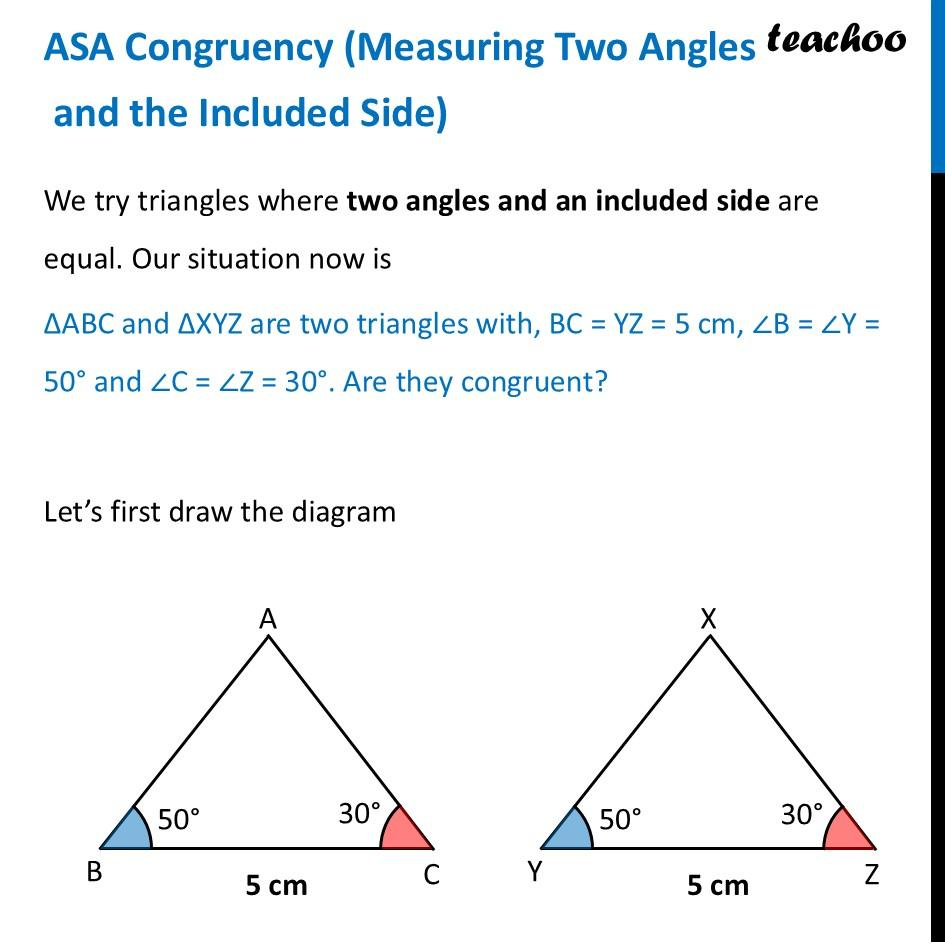 ASA Congruency (Measuring Two Angles
teachoo
and the Included Side)
We try triangles where two angles and an included side are
equal. Our situation now is
ΔABC and ΔXYZ are two triangles with, BC = YZ = 5 cm, ∠B = ∠Y =
50° and ∠C = ∠Z = 30°. Are they congruent?
Let’s first draw the diagram
A
50°
30°
B
C
5 cm
X
50°
30°
Y
Z
5 cm